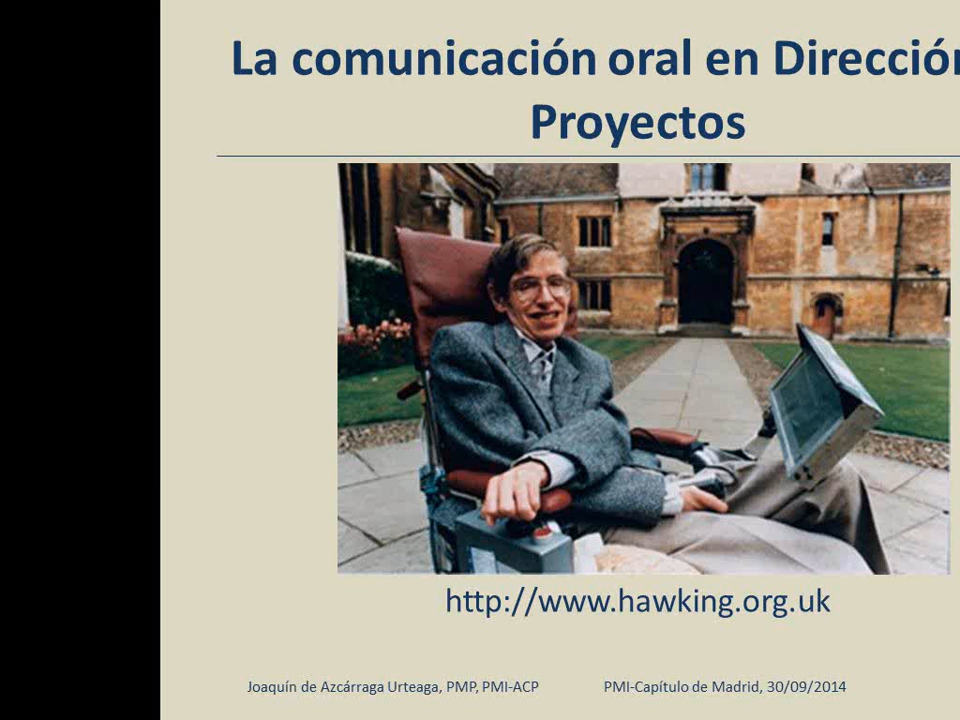 La comunicación oral en Dirección
Proyectos
http://www.hawking.org.uk
Joaquín de Azcárraga Urteaga, PMP, PMI-ACP PMI-Capítulo de Madrid, 30/09/2014